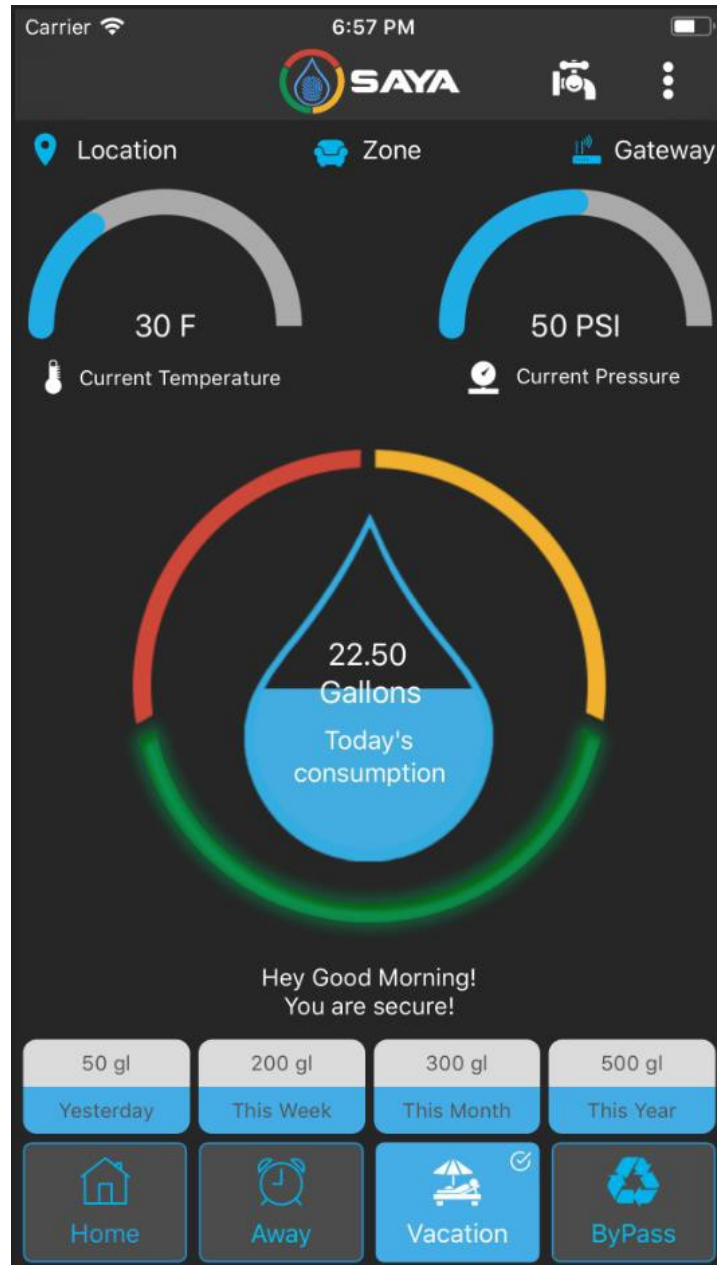 Carrier 6:57 PM
SAYA
Location Zone Gateway
30 F 50 PSI
Current Temperature Current Pressure
22.50
Gallons
Today's
consumption
Hey Good Morning!
You are secure!
50 gl 200 gl 300 gl 500 gl
Yesterday This Week This Month This Year
Home Away Vacation ByPass